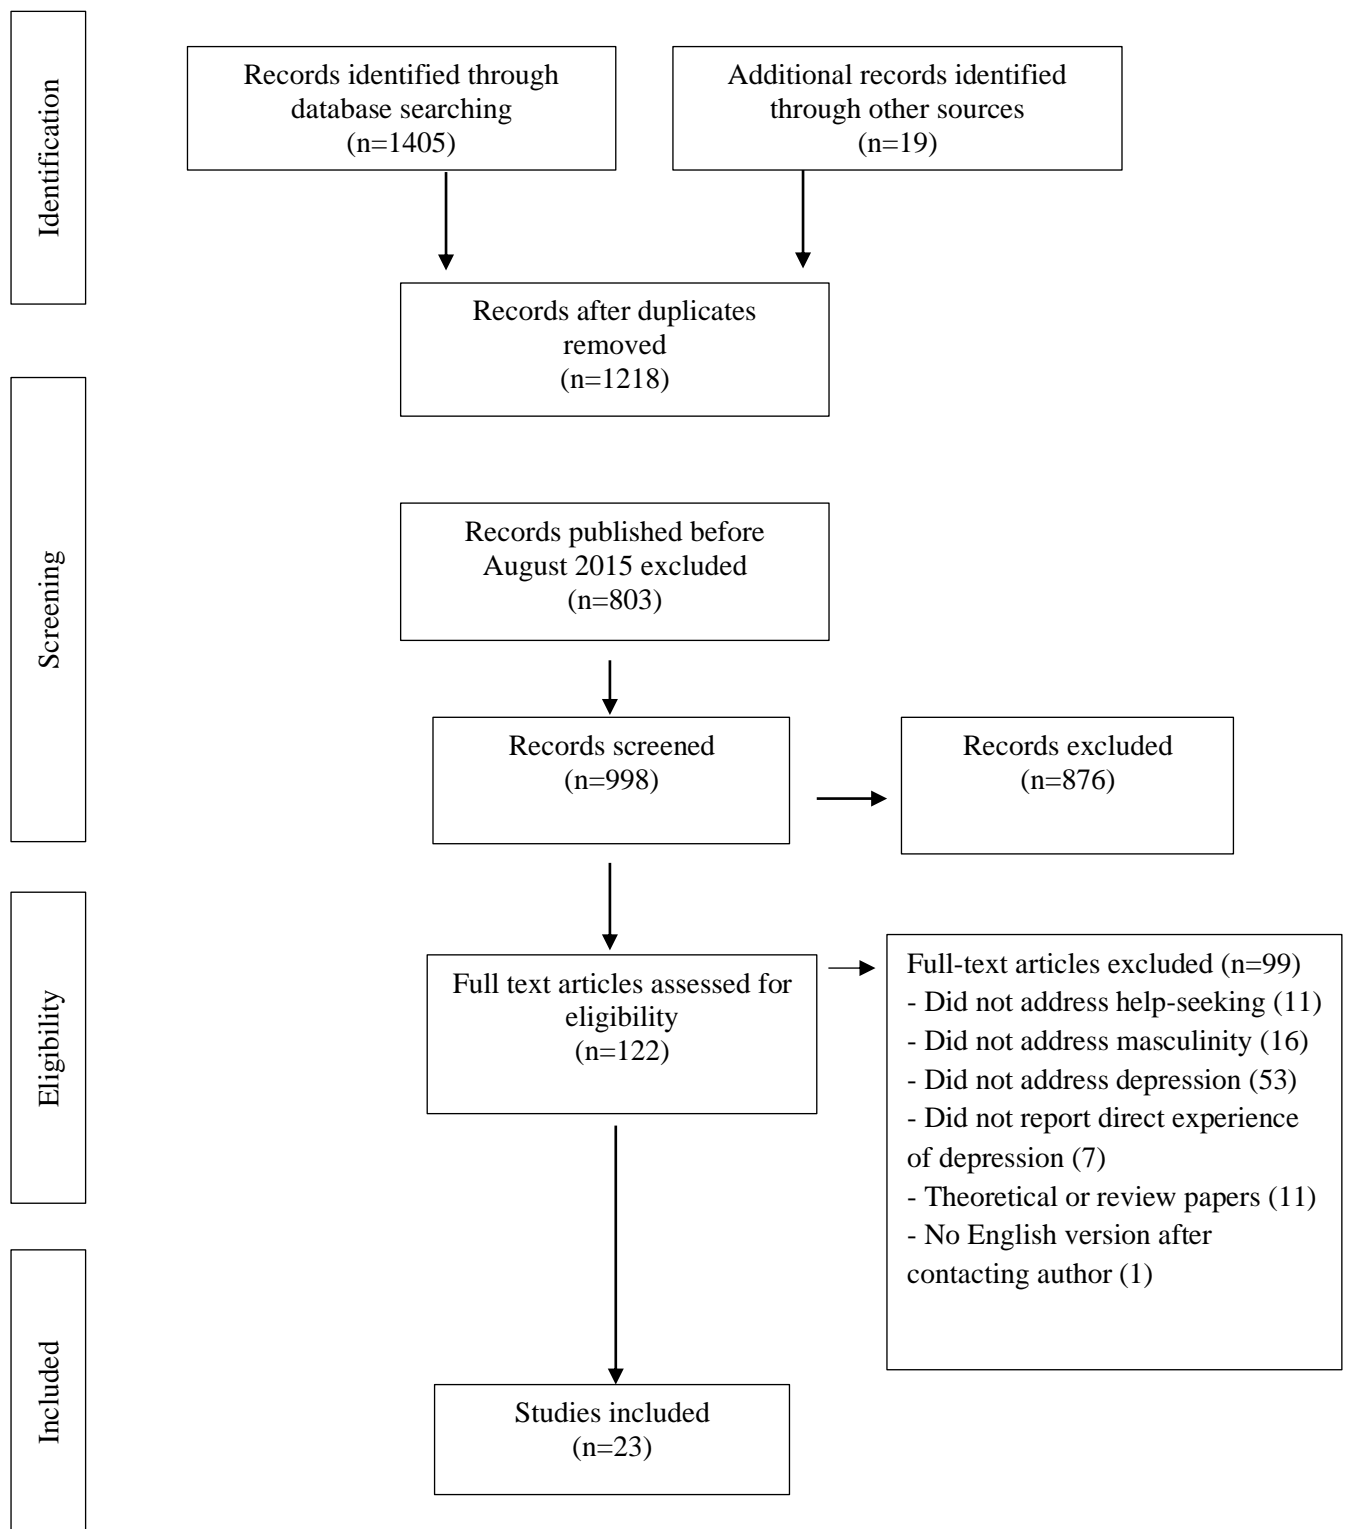 Identification
Records identified through
database searching
(n=1405)
Additional records identified
through other sources
(n=19)
Records after duplicates
removed
(n=1218)
Screening
Records published before
August 2015 excluded
(n=803)
Records screened
(n=998)
Records excluded
(n=876)
Eligibility
Full text articles assessed for
eligibility
(n=122)
Full-text articles excluded (n=99)
- Did not address help-seeking (11)
- Did not address masculinity (16)
- Did not address depression (53)
- Did not report direct experience
of depression (7)
- Theoretical or review papers (11)
- No English version after
contacting author (1)
Included
Studies included
(n=23)